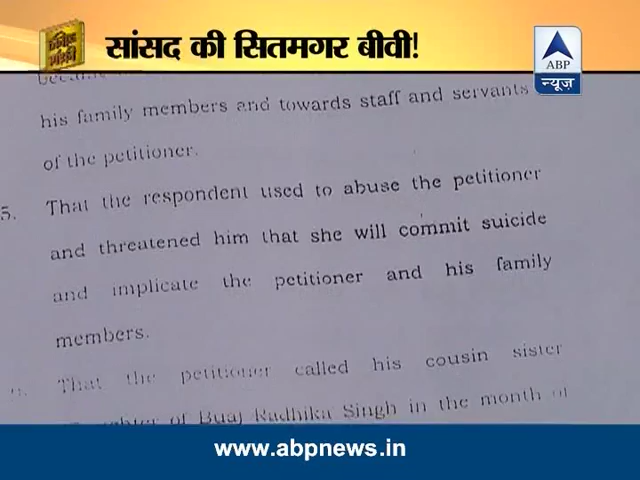 सांसद की सितमगर बीवी!
ABP
न्यूज़
his family members and towards staff and servants
of the petitioner.
5. That the respondent used to abuse the petitioner
and threatened him that she will commit suicide
and implicate the petitioner and his family
members.
That the petitioner called his cousin sister
of Buaj Radhika Singh in the month of
www.abpnews.in